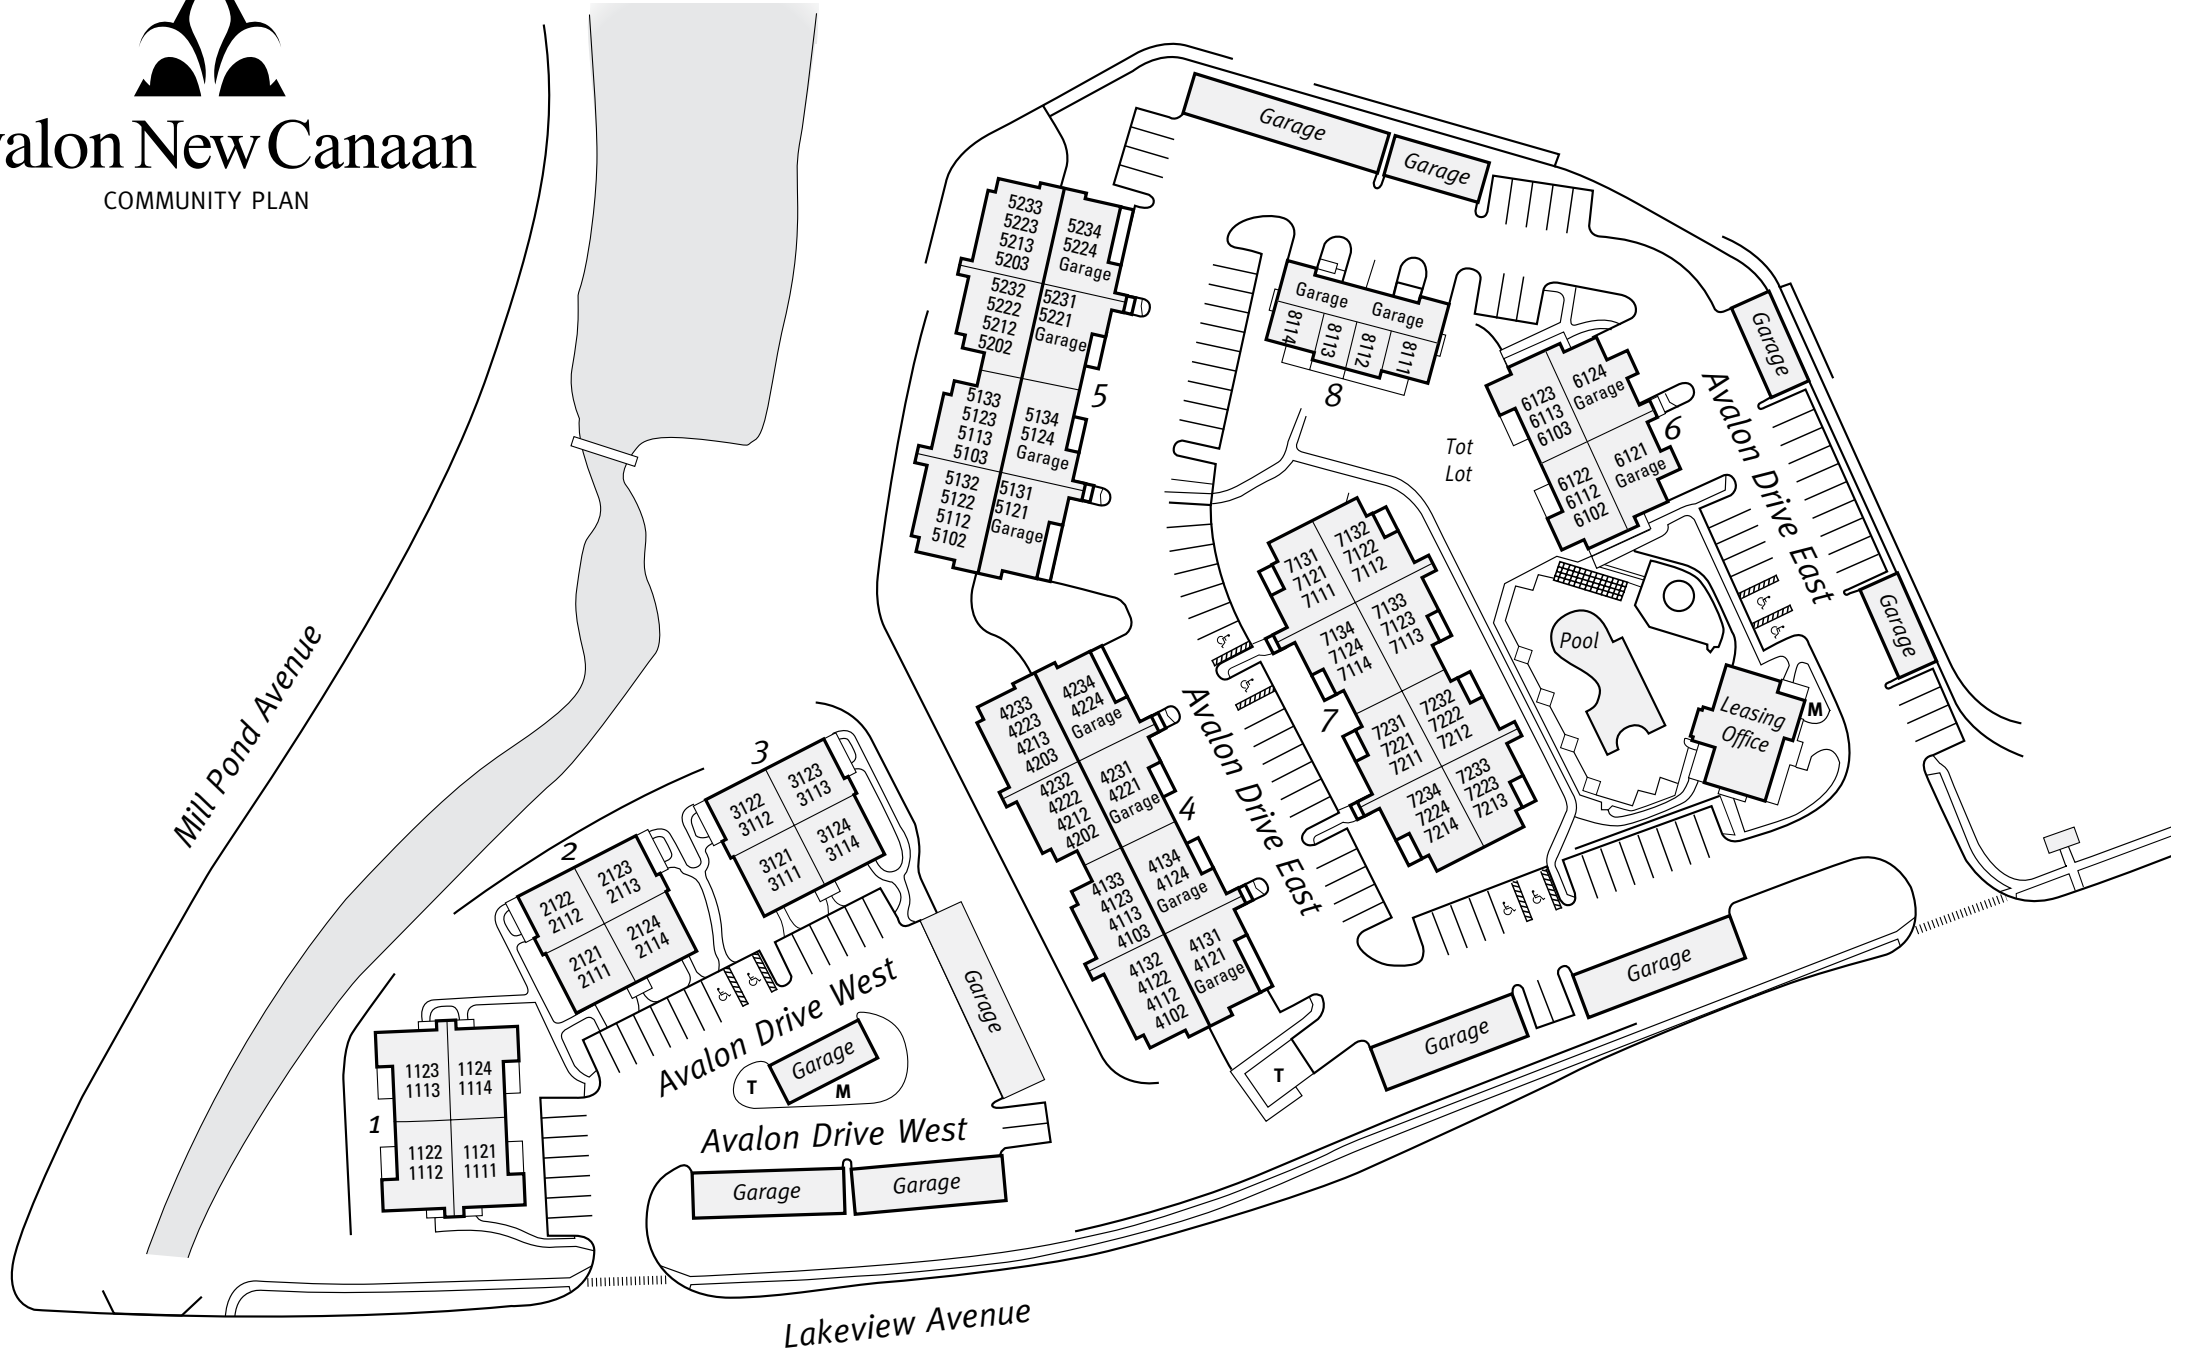 valon New Canaan
COMMUNITY PLAN
Mill Pond Avenue
Garage
Garage
5233
5223
5213
5203
5234
5224
Garage
5232
5222
5212
5202
5231
5221
Garage
5133
5123
5113
5103
5134
5124
Garage
5132
5122
5112
5102
5131
5121
Garage
5
Garage
Garage
8114
8113
8112
8111
8
Tot
Lot
6123
6113
6103
6124
Garage
6122
6112
6102
6121
Garage
6
Garage
Avalon Drive East
Garage
7131
7121
7111
7132
7122
7112
7134
7124
7114
7133
7123
7113
7231
7221
7211
7232
7222
7212
7234
7224
7214
7233
7223
7213
7
Pool
Leasing
Office
M
4233
4223
4213
4203
4234
4224
Garage
4232
4222
4212
4202
4231
4221
Garage
4133
4123
4113
4103
4134
4124
Garage
4132
4122
4112
4102
4131
4121
Garage
4
Avalon Drive East
Garage
Garage
T
3
3122
3112
3123
3113
3121
3111
3124
3114
2
2122
2112
2123
2113
2121
2111
2124
2114
Garage
Avalon Drive West
Garage
T
M
1
1123
1113
1124
1114
1122
1112
1121
1111
Avalon Drive West
Garage
Garage
Lakeview Avenue